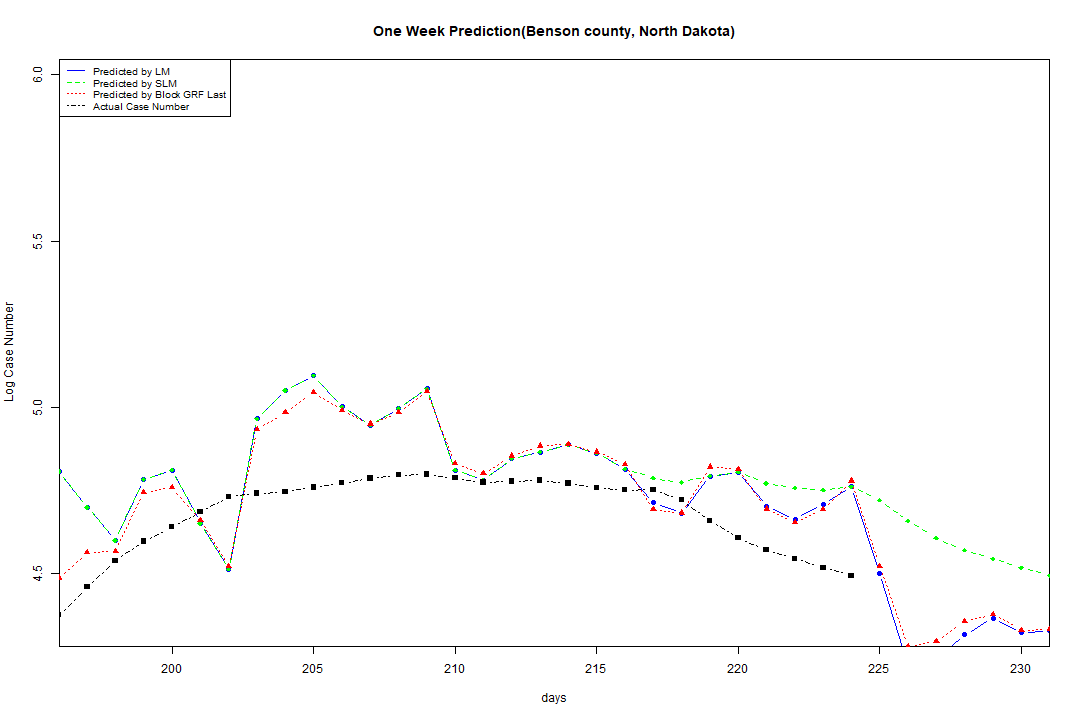 One Week Prediction(Benson county, North Dakota)
Predicted by LM
Predicted by SLM
Predicted by Block GRF Last
Actual Case Number
6.0
5.5
5.0
4.5
Log Case Number
200 205 210 215 220 225 230
days